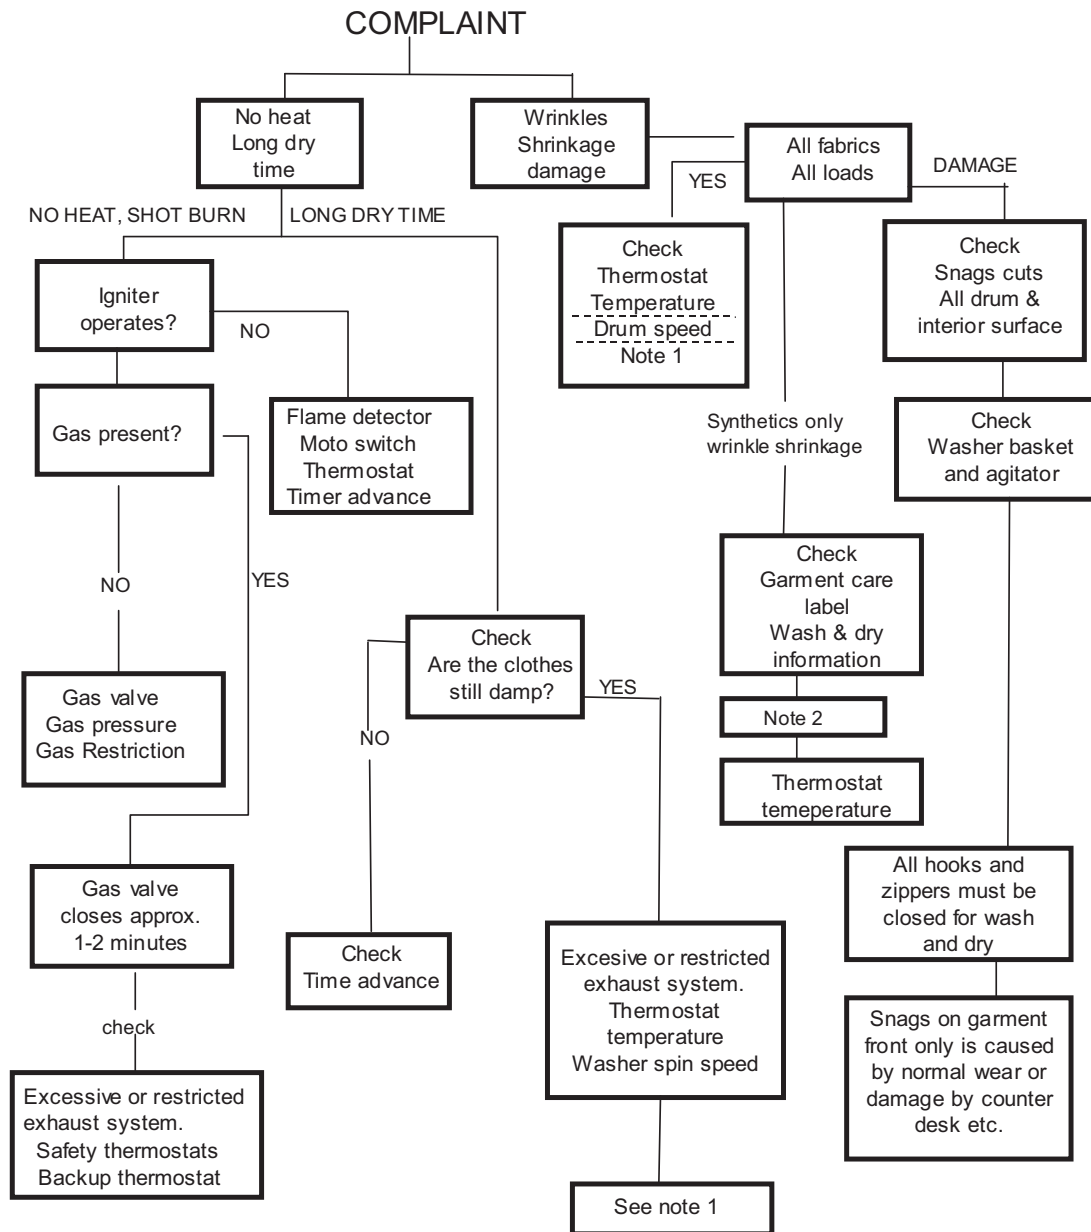 COMPLAINT
No heat
Long dry
time
Wrinkles
Shrinkage
damage
All fabrics
All loads
YES
DAMAGE
NO HEAT, SHOT BURN
LONG DRY TIME
Igniter
operates?
NO
Check
Thermostat
Temperature
Drum speed
Note 1
Check
Snags cuts
All drum &
interior surface
Gas present?
Flame detector
Moto switch
Thermostat
Timer advance
Synthetics only
wrinkle shrinkage
Check
Washer basket
and agitator
NO
YES
Check
Garment care
label
Wash & dry
information
Check
Are the clothes
still damp?
YES
NO
Gas valve
Gas pressure
Gas Restriction
Note 2
Thermostat
temeperature
Gas valve
closes approx.
1-2 minutes
Check
Time advance
Excesive or restricted
exhaust system.
Thermostat
temperature
Washer spin speed
All hooks and
zippers must be
closed for wash
and dry
check
Excessive or restricted
exhaust system.
Safety thermostats
Backup thermostat
Snags on garment
front only is caused
by normal wear or
damage by counter
desk etc.
See note 1